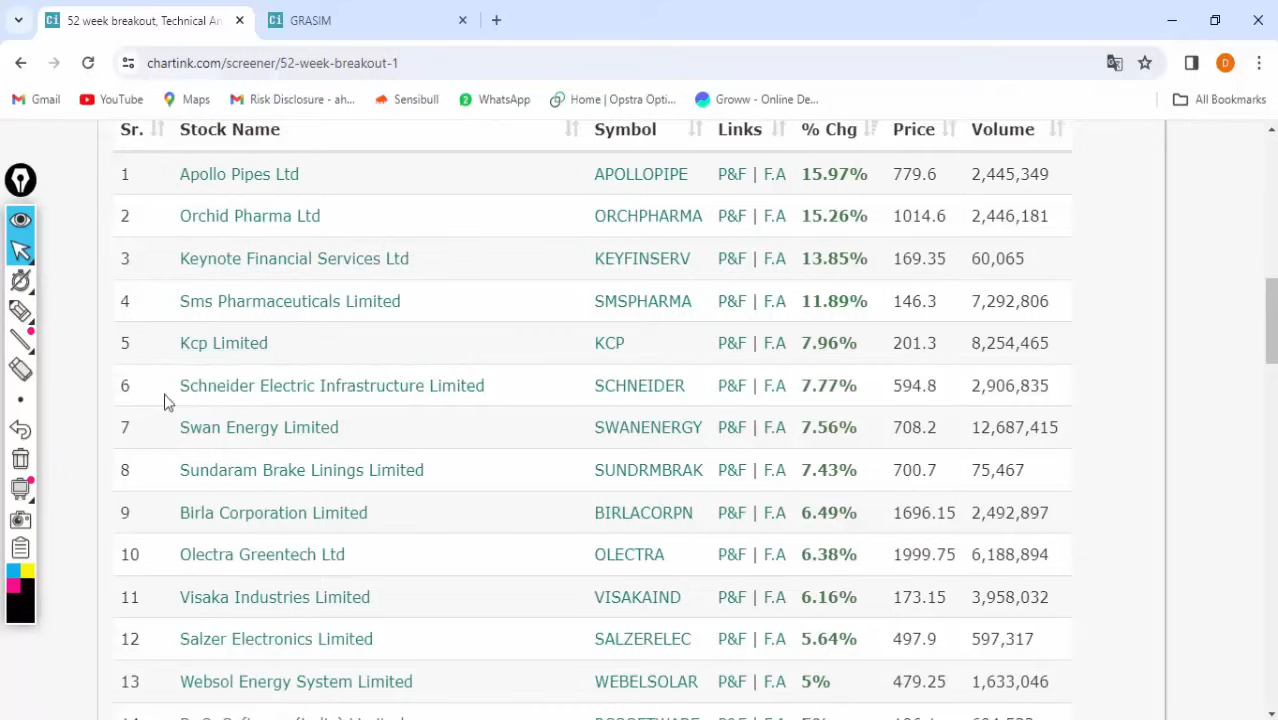 52 week breakout, Technical An
GRASIM
chartink.com/screener/52-week-breakout-1
D
Gmail YouTube Maps Risk Disclosure - ah... Sensibull WhatsApp Home | Opstra Opti... Groww - Online De... All Bookmarks
Sr. Stock Name Symbol Links % Chg Price Volume
1 Apollo Pipes Ltd APOLLOPIPE P&F | F.A 15.97% 779.6 2,445,349
2 Orchid Pharma Ltd ORCHPHARMA P&F | F.A 15.26% 1014.6 2,446,181
3 Keynote Financial Services Ltd KEYFINSERV P&F | F.A 13.85% 169.35 60,065
4 Sms Pharmaceuticals Limited SMSPHARMA P&F | F.A 11.89% 146.3 7,292,806
5 Kcp Limited KCP P&F | F.A 7.96% 201.3 8,254,465
6 Schneider Electric Infrastructure Limited SCHNEIDER P&F | F.A 7.77% 594.8 2,906,835
7 Swan Energy Limited SWANENERGY P&F | F.A 7.56% 708.2 12,687,415
8 Sundaram Brake Linings Limited SUNDRMBRAK P&F | F.A 7.43% 700.7 75,467
9 Birla Corporation Limited BIRLACORPN P&F | F.A 6.49% 1696.15 2,492,897
10 Olectra Greentech Ltd OLECTRA P&F | F.A 6.38% 1999.75 6,188,894
11 Visaka Industries Limited VISAKAIND P&F | F.A 6.16% 173.15 3,958,032
12 Salzer Electronics Limited SALZERELEC P&F | F.A 5.64% 497.9 597,317
13 Websol Energy System Limited WEBELSOLAR P&F | F.A 5% 479.25 1,633,046